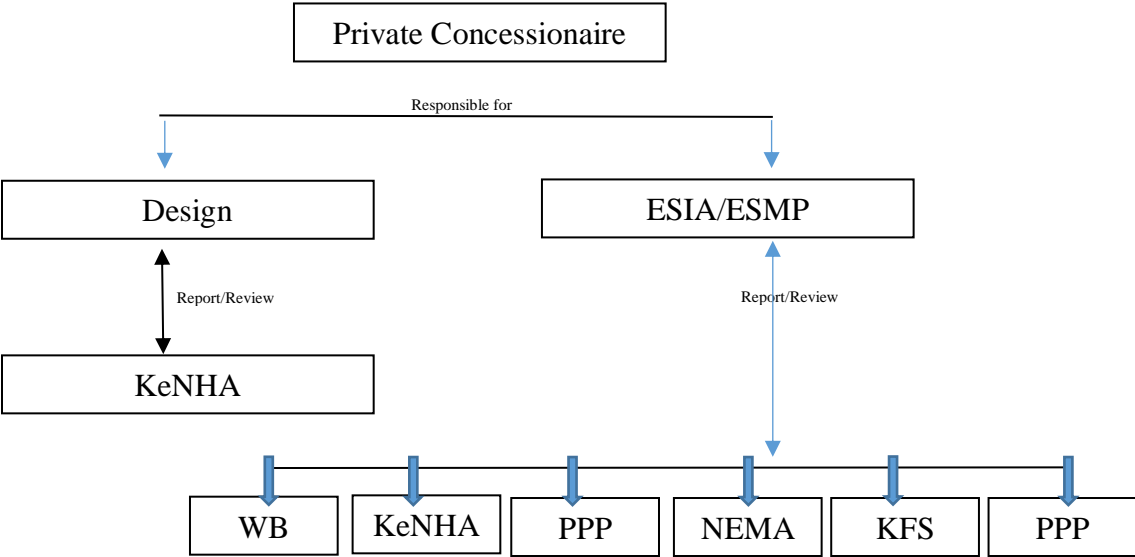 Private Concessionaire
Responsible for
Design
ESIA/ESMP
Report/Review
Report/Review
KeNHA
WB
KeNHA
PPP
NEMA
KFS
PPP